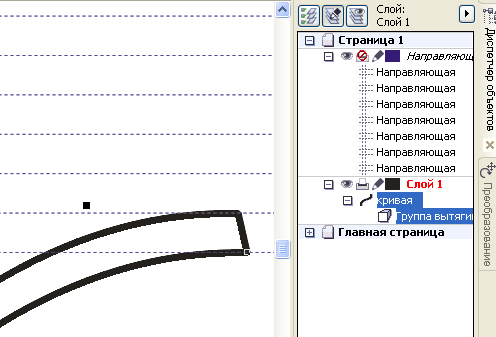 Слой:
Слой 1
Страница 1
Направляющ
Направляющая
Направляющая
Направляющая
Направляющая
Направляющая
Направляющая
Направляющая
Слой 1
кривая
Группа вытяги
Главная страница
Диспетчер объектов
Преобразование